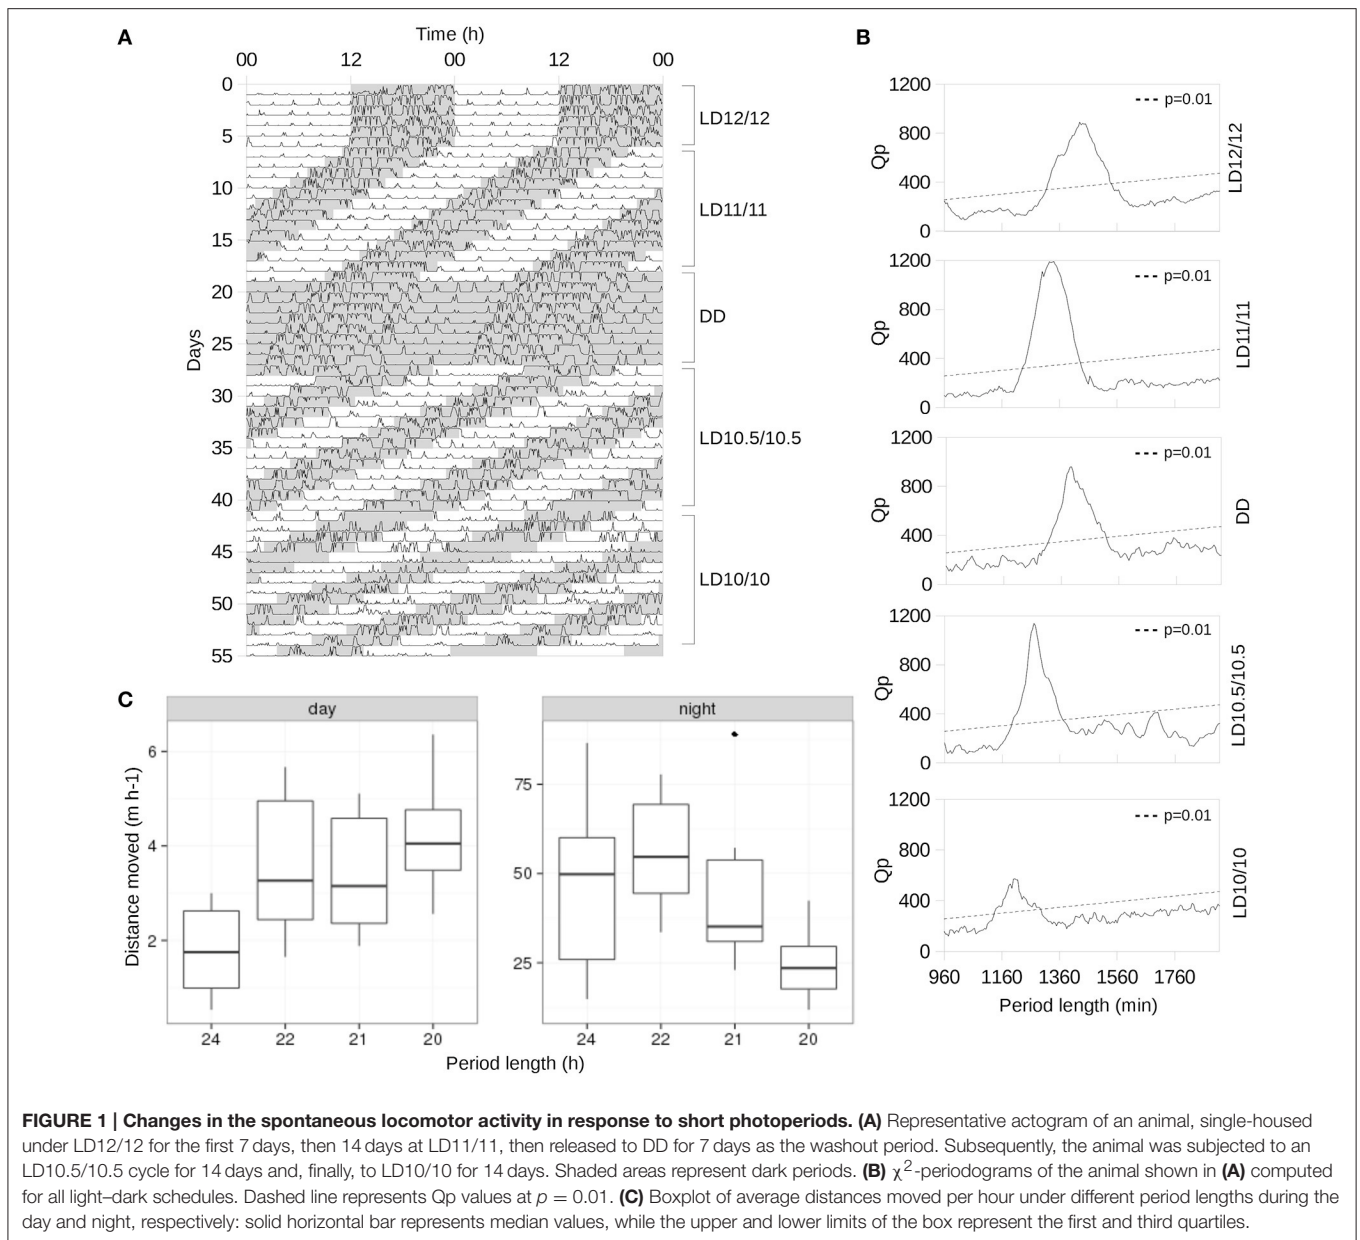 A
Time (h)
00 12 00 12 00
0
5
10
15
20
25
30
35
40
45
50
55
Days
LD12/12
LD11/11
DD
LD10.5/10.5
LD10/10
B
1200
800
400
0
Qp
p=0.01
LD12/12
1200
800
400
0
Qp
p=0.01
LD11/11
1200
800
400
0
Qp
p=0.01
DD
1200
800
400
0
Qp
p=0.01
LD10.5/10.5
1200
800
400
0
Qp
p=0.01
LD10/10
960 1160 1360 1560 1760
Period length (min)
C
day
night
Distance moved (m h-1)
6
4
2
75
50
25
24 22 21 20
24 22 21 20
Period length (h)
FIGURE 1 | Changes in the spontaneous locomotor activity in response to short photoperiods. (A) Representative actogram of an animal, single-housed
under LD12/12 for the first 7 days, then 14 days at LD11/11, then released to DD for 7 days as the washout period. Subsequently, the animal was subjected to an
LD10.5/10.5 cycle for 14 days and, finally, to LD10/10 for 14 days. Shaded areas represent dark periods. (B) χ²-periodograms of the animal shown in (A) computed
for all light–dark schedules. Dashed line represents Qp values at p = 0.01. (C) Boxplot of average distances moved per hour under different period lengths during the
day and night, respectively: solid horizontal bar represents median values, while the upper and lower limits of the box represent the first and third quartiles.